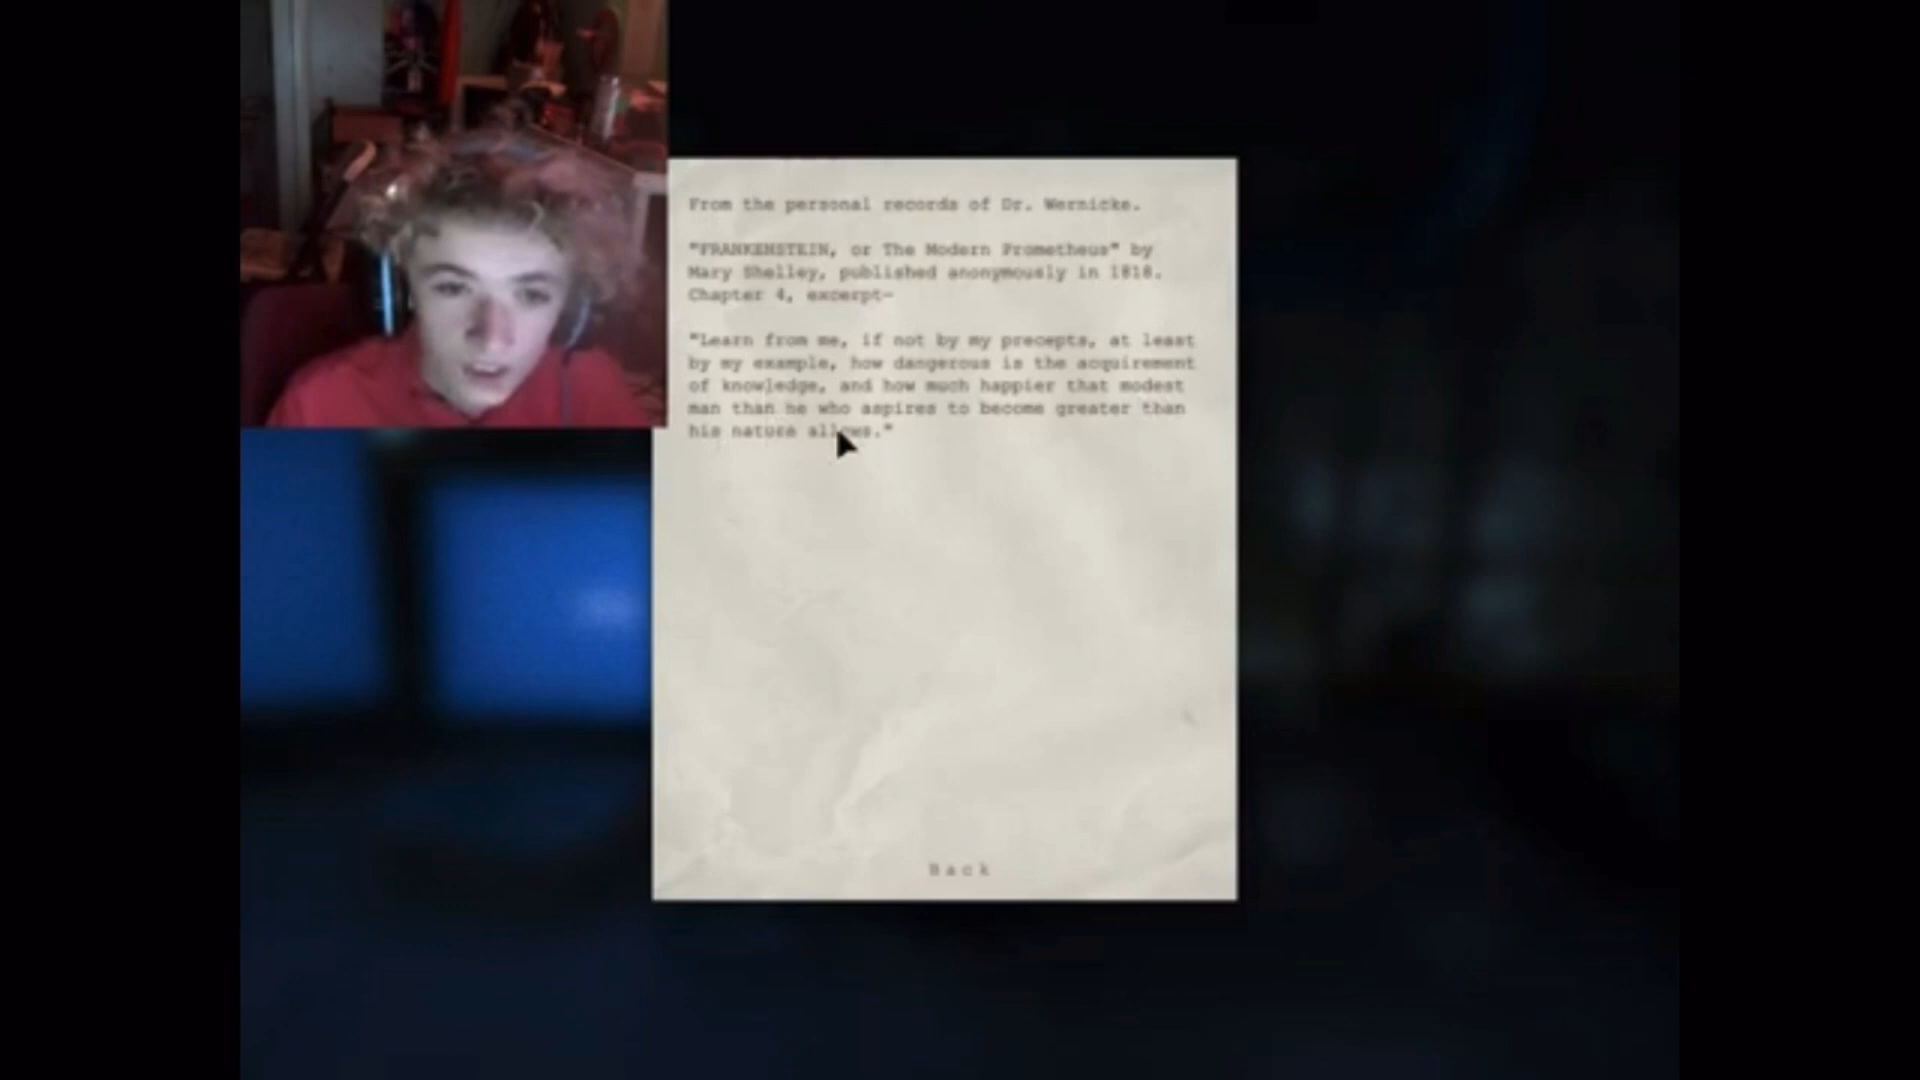 From the personal records of Dr. Wernicke.
"FRANKENSTEIN, or The Modern Prometheus" by
Mary Shelley, published anonymously in 1818.
Chapter 4, excerpt-
"Learn from me, if not by my precepts, at least
by my example, how dangerous is the acquirement
of knowledge, and how much happier that modest
man than he who aspires to become greater than
his nature allows."
Back